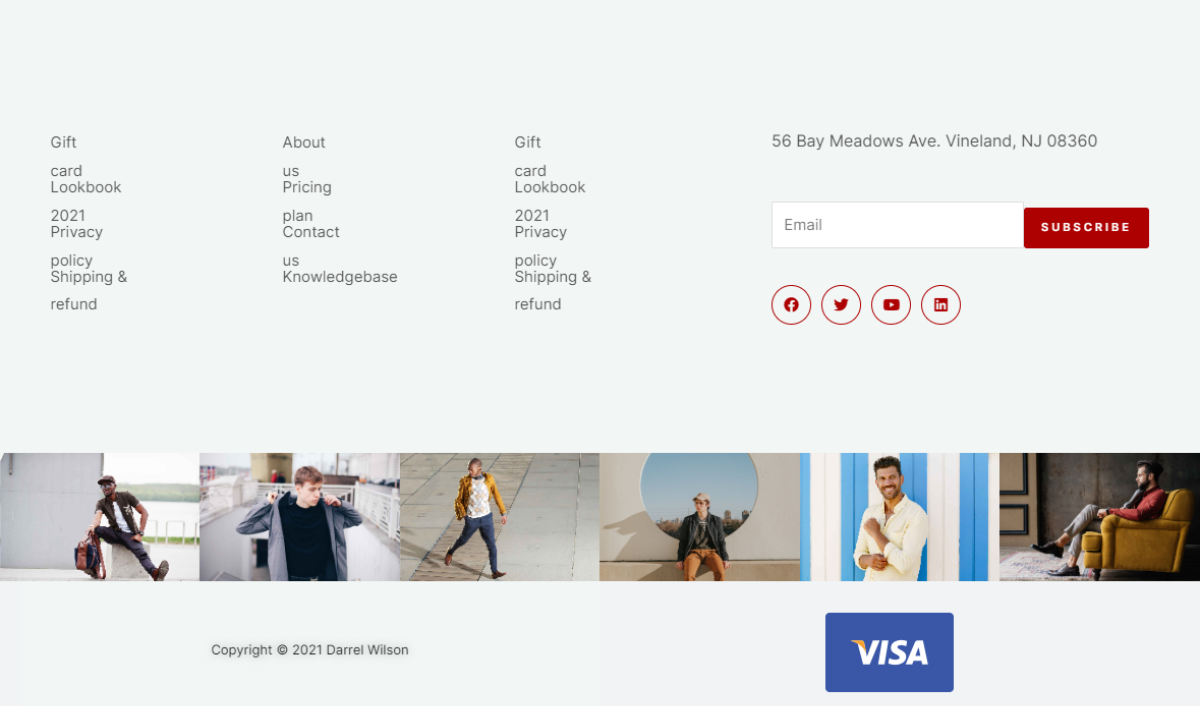 Gift
card
Lookbook
2021
Privacy
policy
Shipping &
refund
About
us
Pricing
plan
Contact
us
Knowledgebase
Gift
card
Lookbook
2021
Privacy
policy
Shipping &
refund
56 Bay Meadows Ave. Vineland, NJ 08360
Email
SUBSCRIBE
Copyright © 2021 Darrel Wilson
VISA